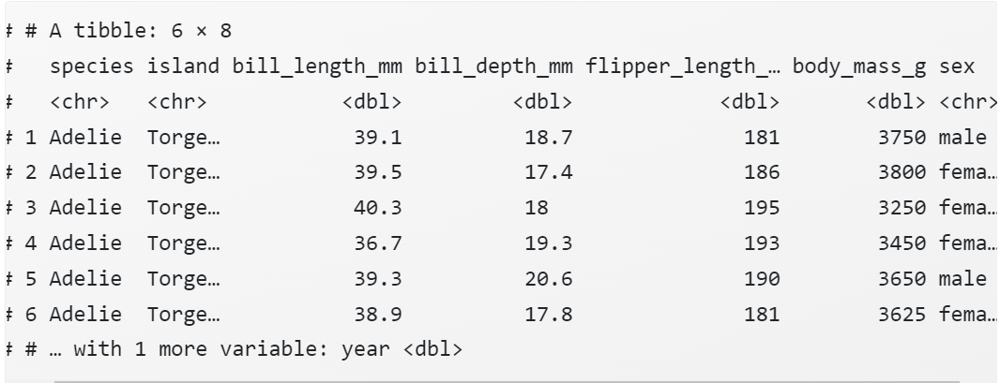 # # A tibble: 6 × 8
#   species island bill_length_mm bill_depth_mm flipper_length_… body_mass_g sex
#   <chr>   <chr>           <dbl>         <dbl>            <dbl>       <dbl> <chr>
# 1 Adelie  Torge…           39.1          18.7              181        3750 male
# 2 Adelie  Torge…           39.5          17.4              186        3800 fema…
# 3 Adelie  Torge…           40.3          18                195        3250 fema…
# 4 Adelie  Torge…           36.7          19.3              193        3450 fema…
# 5 Adelie  Torge…           39.3          20.6              190        3650 male
# 6 Adelie  Torge…           38.9          17.8              181        3625 fema…
# # … with 1 more variable: year <dbl>